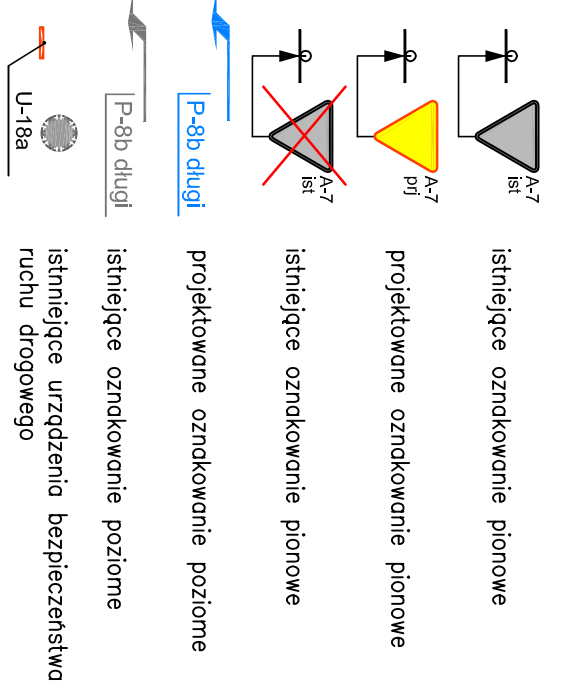 A-7
ist
istniejące oznakowanie pionowe
A-7
prj
projektowane oznakowanie pionowe
A-7
ist
istniejące oznakowanie pionowe
P-8b długi
projektowane oznakowanie poziome
P-8b długi
istniejące oznakowanie poziome
U-18a
istnniejące urządzenia bezpieczeństwa
ruchu drogowego